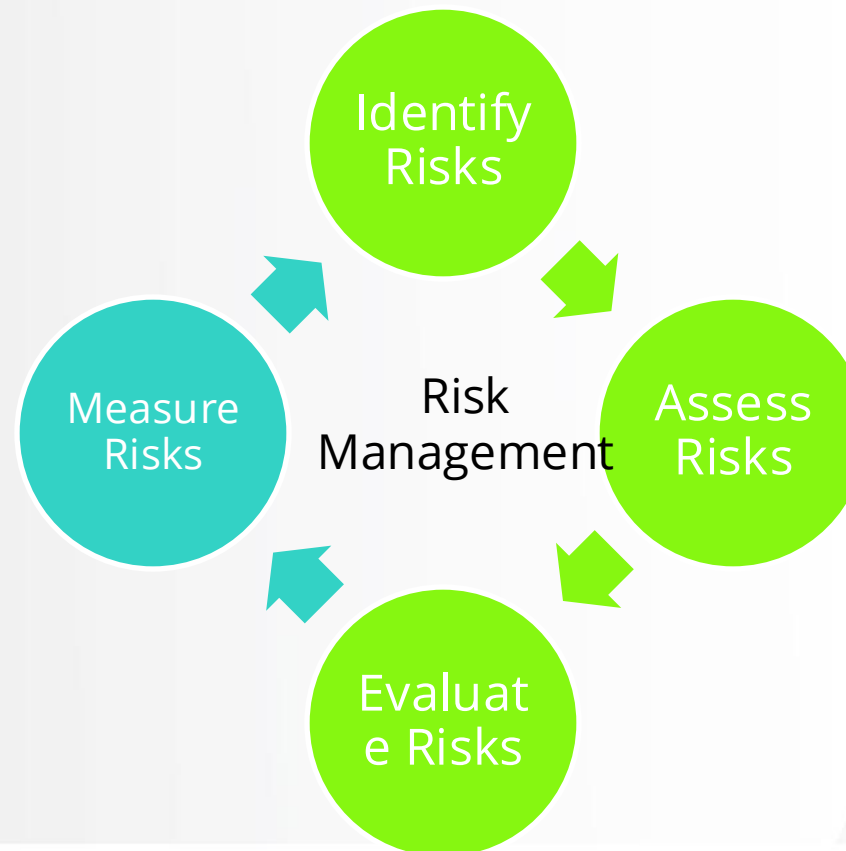 Identify
Risks
Risk
Management
Assess
Risks
Evaluat
e Risks
Measure
Risks